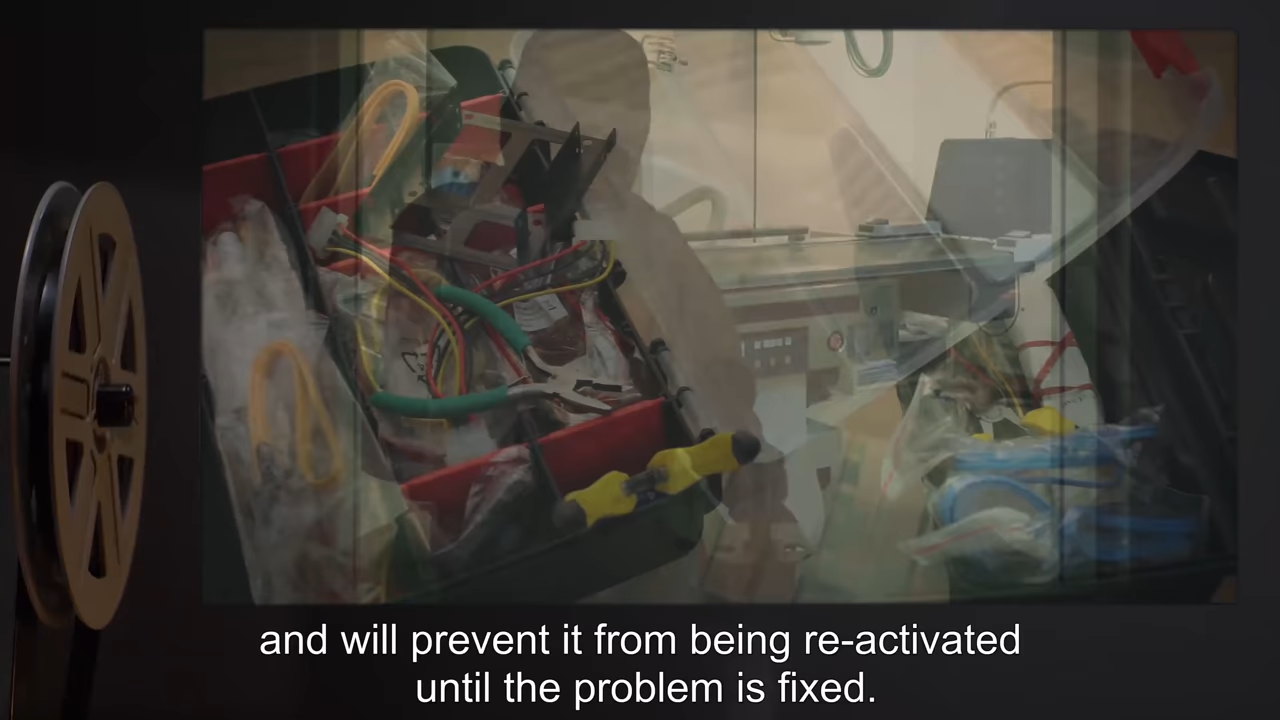 and will prevent it from being re-activated
until the problem is fixed.